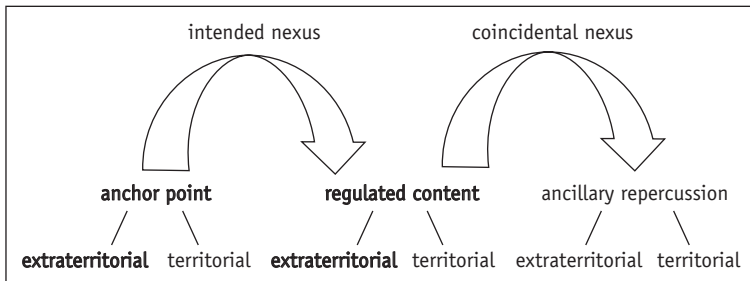 intended nexus coincidental nexus
anchor point regulated content ancillary repercussion
extraterritorial territorial extraterritorial territorial extraterritorial territorial